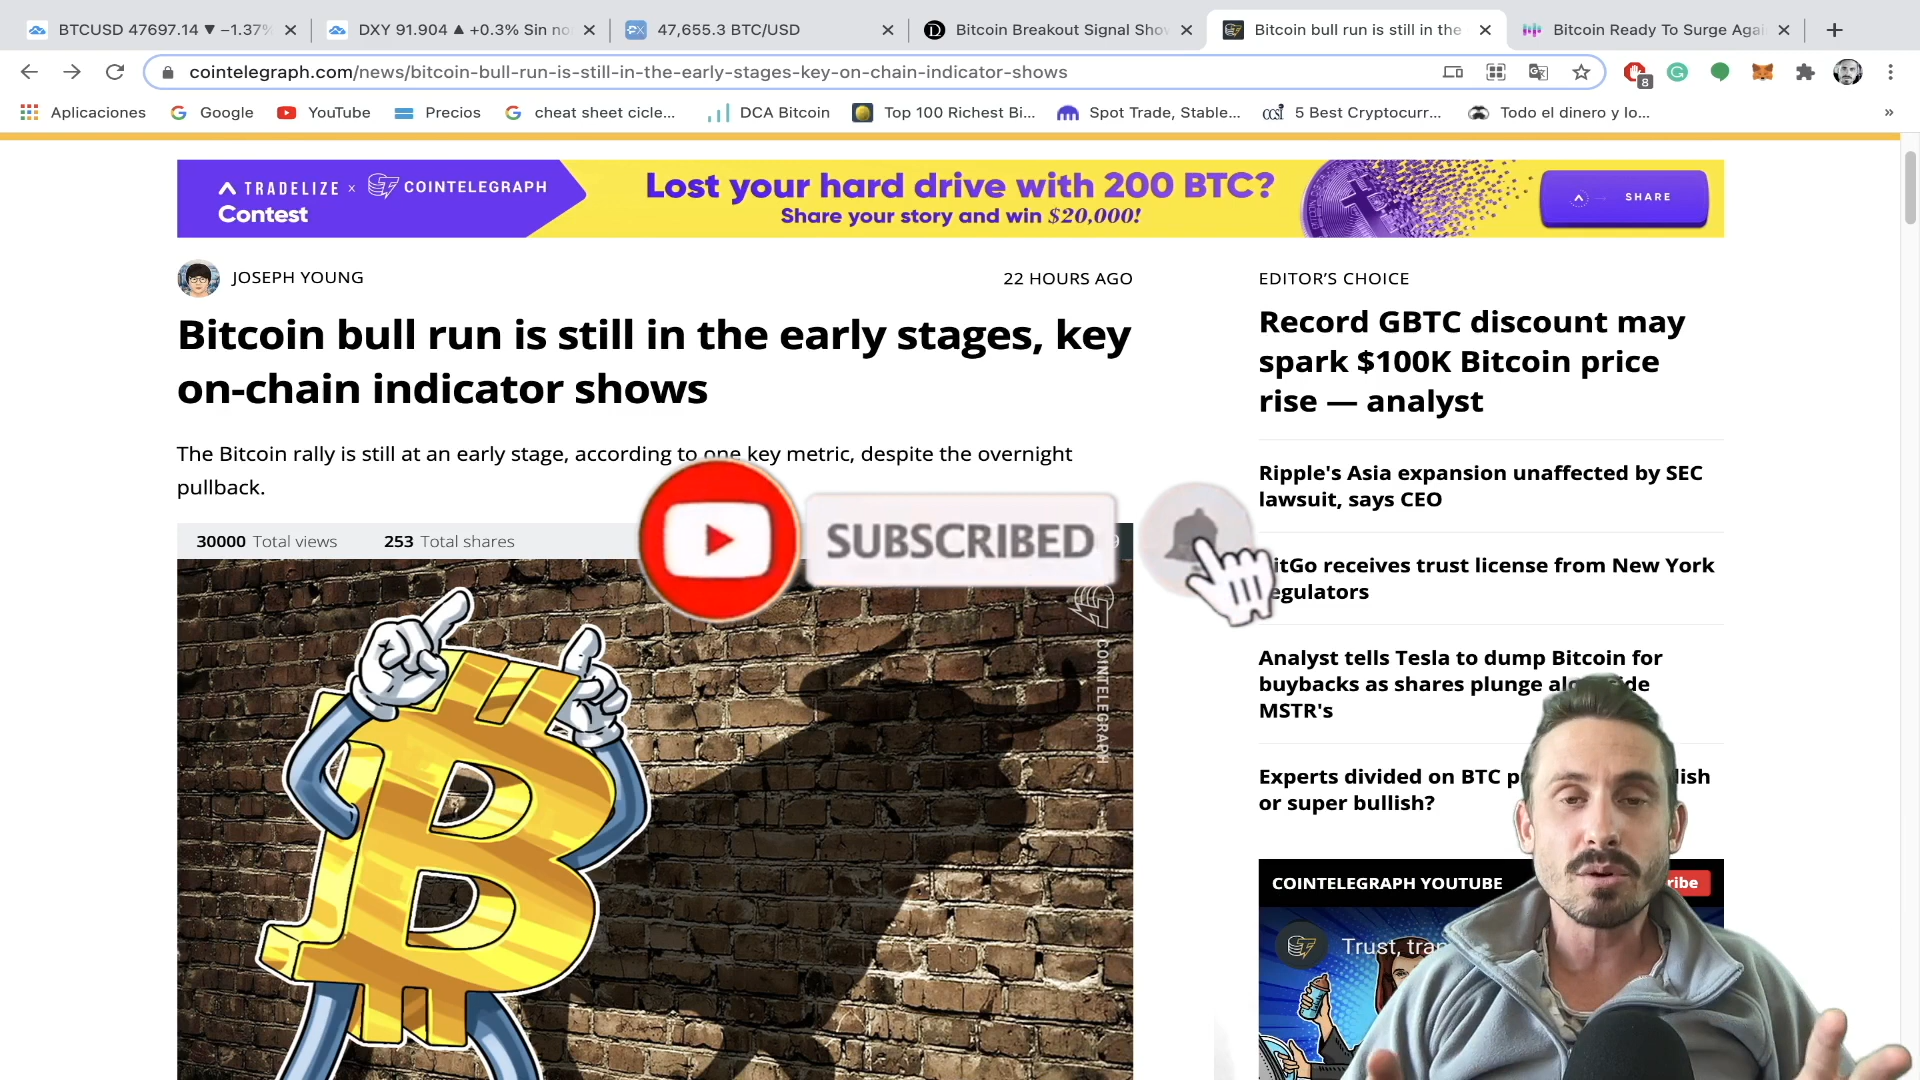 BTCUSD 47697.14 ▼ −1.37%
DXY 91.904 ▲ +0.3% Sin no
47,655.3 BTC/USD
Bitcoin Breakout Signal Sho
Bitcoin bull run is still in the
Bitcoin Ready To Surge Agai
cointelegraph.com/news/bitcoin-bull-run-is-still-in-the-early-stages-key-on-chain-indicator-shows
8
Aplicaciones
Google
YouTube
Precios
cheat sheet cicle...
DCA Bitcoin
Top 100 Richest Bi...
Spot Trade, Stable...
5 Best Cryptocurr...
Todo el dinero y lo...
»
TRADELIZE x COINTELEGRAPH
Contest
Lost your hard drive with 200 BTC?
Share your story and win $20,000!
SHARE
JOSEPH YOUNG
22 HOURS AGO
Bitcoin bull run is still in the early stages, key
on-chain indicator shows
The Bitcoin rally is still at an early stage, according to one key metric, despite the overnight
pullback.
30000 Total views
253 Total shares
SUBSCRIBED
COINTELEGRAPH
EDITOR'S CHOICE
Record GBTC discount may
spark $100K Bitcoin price
rise — analyst
Ripple's Asia expansion unaffected by SEC
lawsuit, says CEO
itGo receives trust license from New York
egulators
Analyst tells Tesla to dump Bitcoin for
buybacks as shares plunge al de
MSTR's
Experts divided on BTC p lish
or super bullish?
COINTELEGRAPH YOUTUBE
ribe
Trust, tra